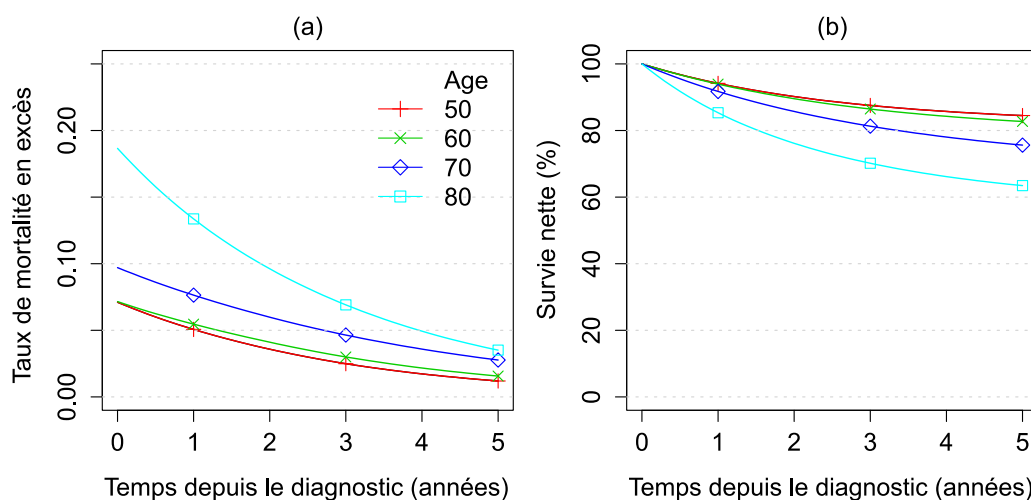 (a)
Taux de mortalité en excès
0.00
0.10
0.20
Age
50
60
70
80
0 1 2 3 4 5
Temps depuis le diagnostic (années)
(b)
Survie nette (%)
0
20
40
60
80
100
0 1 2 3 4 5
Temps depuis le diagnostic (années)